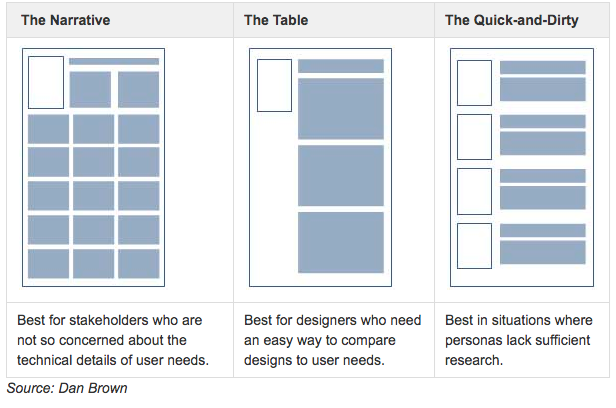 The Narrative
The Table
The Quick-and-Dirty
Best for stakeholders who are
not so concerned about the
technical details of user needs.
Best for designers who need
an easy way to compare
designs to user needs.
Best in situations where
personas lack sufficient
research.
Source: Dan Brown